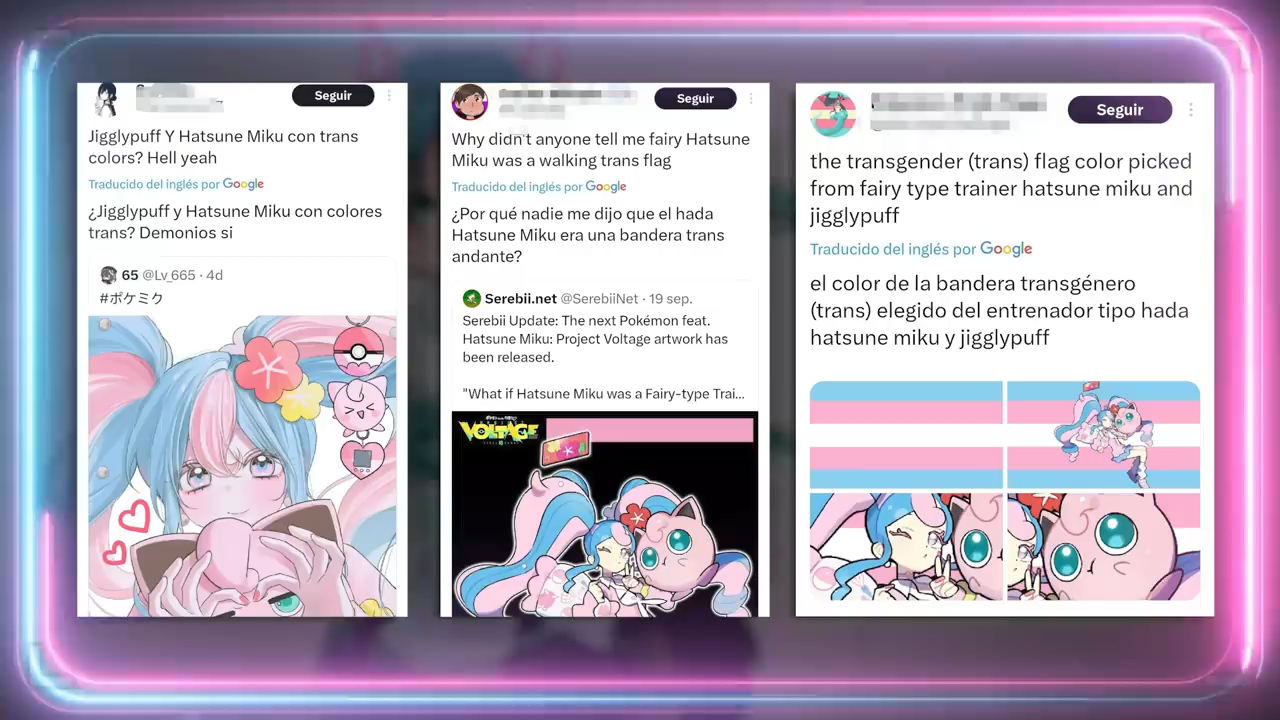 Seguir
Jigglypuff Y Hatsune Miku con trans
colors? Hell yeah
Traducido del inglés por Google
¿Jigglypuff y Hatsune Miku con colores
trans? Demonios si
65 @Lv_665 · 4d
#ポケミク
Seguir
Why didn't anyone tell me fairy Hatsune
Miku was a walking trans flag
Traducido del inglés por Google
¿Por qué nadie me dijo que el hada
Hatsune Miku era una bandera trans
andante?
Serebii.net @SerebiiNet · 19 sep.
Serebii Update: The next Pokémon feat.
Hatsune Miku: Project Voltage artwork has
been released.
"What if Hatsune Miku was a Fairy-type Trai...
VOLTAGE
Seguir
the transgender (trans) flag color picked
from fairy type trainer hatsune miku and
jigglypuff
Traducido del inglés por Google
el color de la bandera transgénero
(trans) elegido del entrenador tipo hada
hatsune miku y jigglypuff